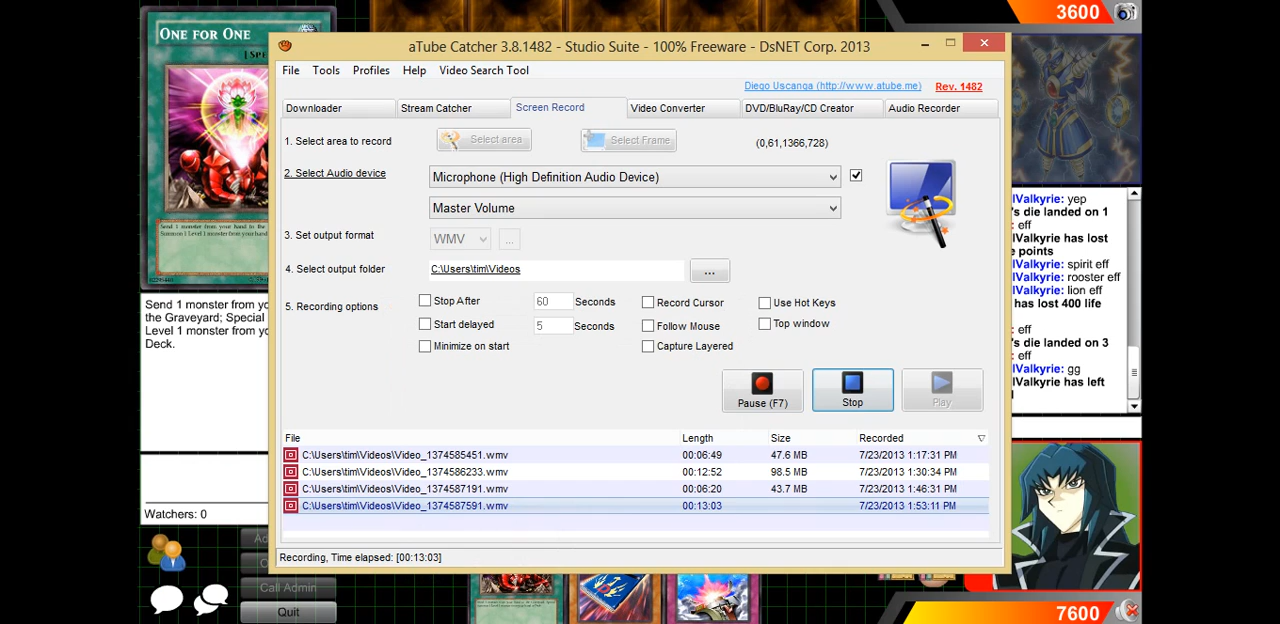 3600
ONE FOR ONE
aTube Catcher 3.8.1482 - Studio Suite - 100% Freeware - DsNET Corp. 2013
File Tools Profiles Help Video Search Tool
Diego Uscanga (http://www.atube.me) Rev. 1482
Downloader Stream Catcher Screen Record Video Converter DVD/BluRay/CD Creator Audio Recorder
1. Select area to record Select area Select Frame (0,61,1366,728)
2. Select Audio device Microphone (High Definition Audio Device)
Master Volume
3. Set output format WMV ...
4. Select output folder C:\Users\tim\Videos ...
5. Recording options
Stop After 60 Seconds Record Cursor Use Hot Keys
Start delayed 5 Seconds Follow Mouse Top window
Minimize on start Capture Layered
Pause (F7) Stop Play
File Length Size Recorded
C:\Users\tim\Videos\Video_1374585451.wmv 00:06:49 47.6 MB 7/23/2013 1:17:31 PM
C:\Users\tim\Videos\Video_1374586233.wmv 00:12:52 98.5 MB 7/23/2013 1:30:34 PM
C:\Users\tim\Videos\Video_1374587191.wmv 00:06:20 43.7 MB 7/23/2013 1:46:31 PM
C:\Users\tim\Videos\Video_1374587591.wmv 00:13:03 7/23/2013 1:53:11 PM
Recording, Time elapsed: [00:13:03]
Send 1 monster from yo
the Graveyard; Special
Level 1 monster from yo
Deck.
Watchers: 0
Call Admin
Quit
lValkyrie: yep
's die landed on 1
: eff
lValkyrie has lost
e points
lValkyrie: spirit eff
lValkyrie: rooster eff
lValkyrie: lion eff
has lost 400 life
: eff
's die landed on 3
: eff
lValkyrie: gg
lValkyrie has left
7600